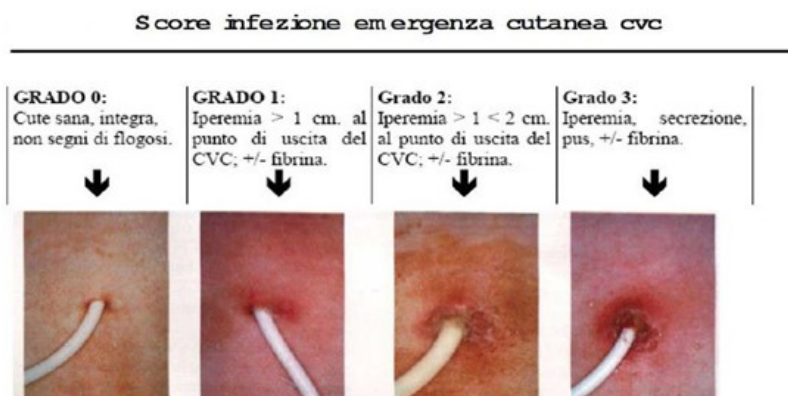 Score infezione emergenza cutanea cvc
GRADO 0:
Cute sana, integra,
non segni di flogosi.
GRADO 1:
Iperemia > 1 cm. al
punto di uscita del
CVC; +/- fibrina.
Grado 2:
Iperemia > 1 < 2 cm.
al punto di uscita del
CVC; +/- fibrina.
Grado 3:
Iperemia, secrezione,
pus, +/- fibrina.